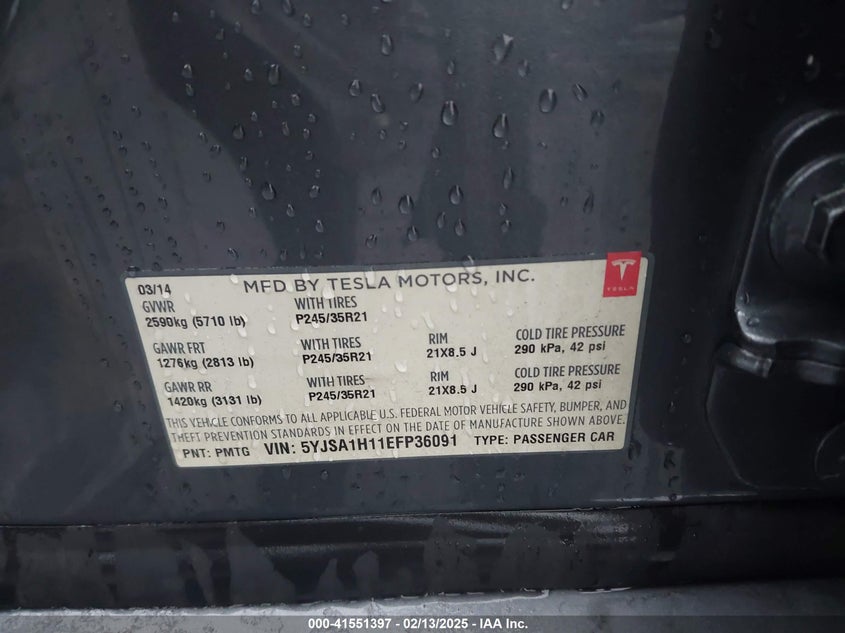 03/14 MFD BY TESLA MOTORS, INC.
TESLA
GVWR WITH TIRES
2590kg (5710 lb) P245/35R21
GAWR FRT WITH TIRES RIM COLD TIRE PRESSURE
1276kg (2813 lb) P245/35R21 21X8.5 J 290 kPa, 42 psi
GAWR RR WITH TIRES RIM COLD TIRE PRESSURE
1420kg (3131 lb) P245/35R21 21X8.5 J 290 kPa, 42 psi
THIS VEHICLE CONFORMS TO ALL APPLICABLE U.S. FEDERAL MOTOR VEHICLE SAFETY, BUMPER, AND
THEFT PREVENTION STANDARDS IN EFFECT ON THE DATE OF MANUFACTURE SHOWN ABOVE.
PNT: PMTG VIN: 5YJSA1H11EFP36091 TYPE: PASSENGER CAR
000-41551397 - 02/13/2025 - IAA Inc.